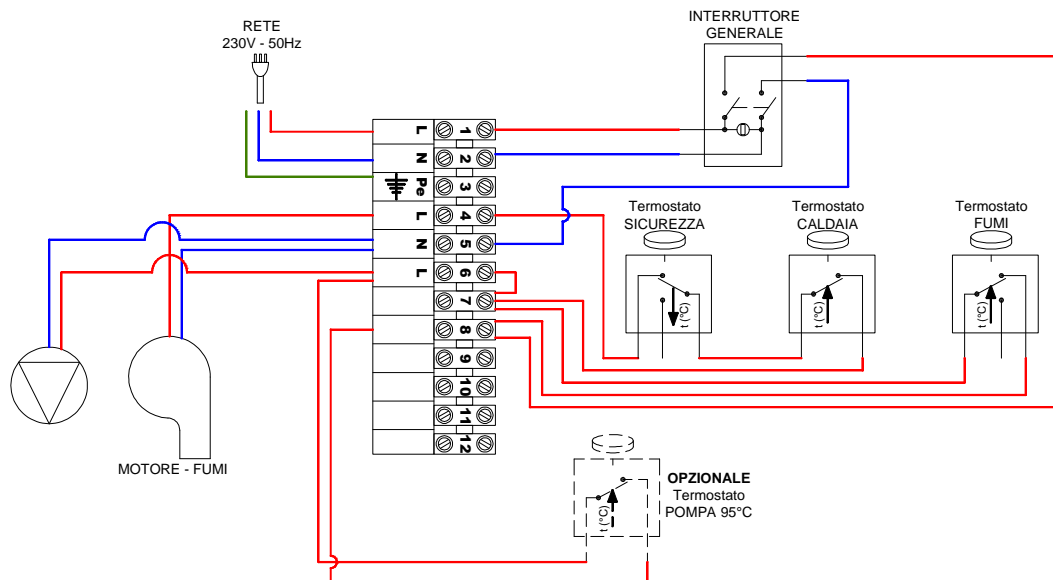 RETE
230V - 50Hz
INTERRUTTORE
GENERALE
L
1
N
2
Pe
3
L
4
N
5
L
6
7
8
9
10
11
12
Termostato
SICUREZZA
t (°C)
Termostato
CALDAIA
t (°C)
Termostato
FUMI
t (°C)
MOTORE - FUMI
OPZIONALE
Termostato
POMPA 95°C
t (°C)